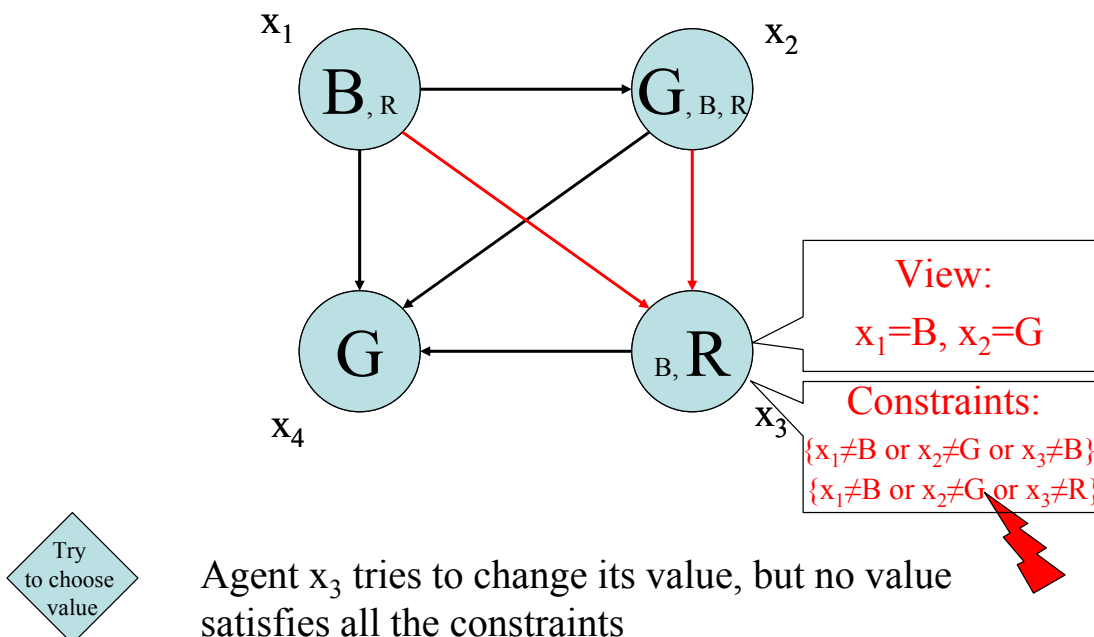 x₁
x₂
B, R
G, B, R
View:
x₁=B, x₂=G
G
B, R
x₄
x₃
Constraints:
{x₁≠B or x₂≠G or x₃≠B}
{x₁≠B or x₂≠G or x₃≠R}
Try
to choose
value
Agent x₃ tries to change its value, but no value
satisfies all the constraints